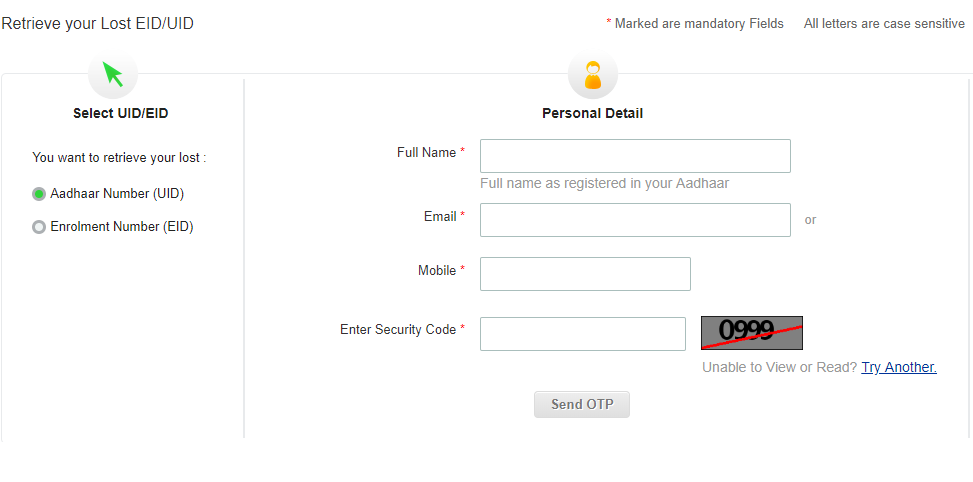 Retrieve your Lost EID/UID
* Marked are mandatory Fields All letters are case sensitive
Select UID/EID
You want to retrieve your lost :
Aadhaar Number (UID)
Enrolment Number (EID)
Personal Detail
Full Name *
Full name as registered in your Aadhaar
Email *
or
Mobile *
Enter Security Code *
0999
Unable to View or Read? Try Another.
Send OTP